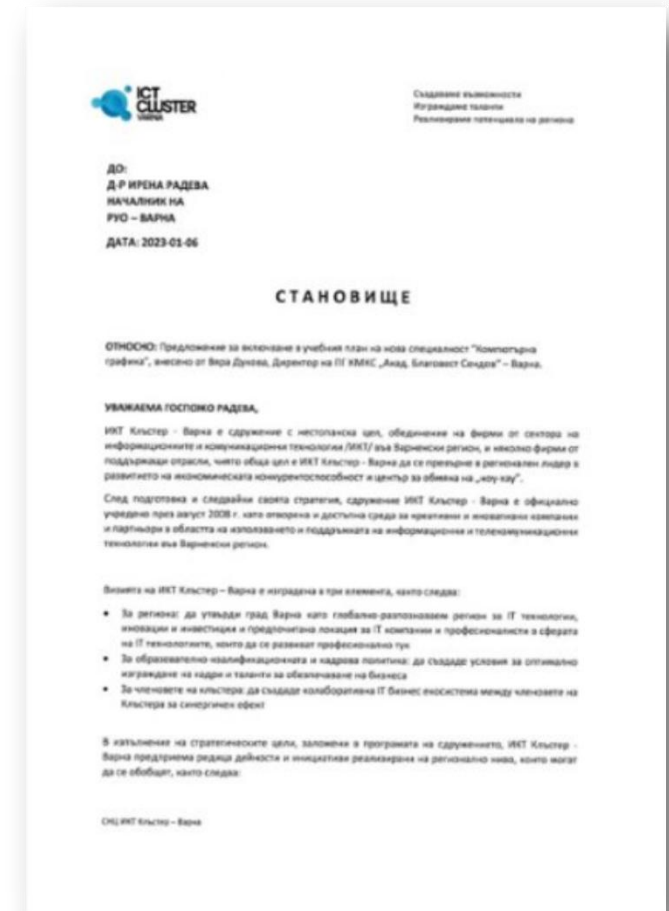 ICT
CLUSTER
VARNA
Създаваме възможности
Изграждаме таланти
Реализираме потенциала на региона
ДО:
Д-Р ИРЕНА РАДЕВА
НАЧАЛНИК НА
РУО – ВАРНА
ДАТА: 2023-01-06
СТАНОВИЩЕ
ОТНОСНО: Предложение за включване в учебния план на нова специалност "Компютърна
графика", внесено от Вяра Дукова, Директор на ПГ КМКС „Акад. Благовест Сендов" – Варна.
УВАЖАЕМА ГОСПОЖО РАДЕВА,
ИКТ Клъстер - Варна е сдружение с нестопанска цел, обединение на фирми от сектора на
информационните и комуникационни технологии /ИКТ/ във Варненски регион, и няколко фирми от
поддържащи отрасли, чиято обща цел е ИКТ Клъстер - Варна да се превърне в регионален лидер в
развитието на икономическата конкурентоспособност и център за обмяна на „ноу-хау".
След подготовка и следвайки своята стратегия, сдружение ИКТ Клъстер - Варна е официално
учредено през август 2008 г. като отворена и достъпна среда за креативни и иновативни компании
и партньори в областта на използването и поддръжката на информационни и телекомуникационни
технологии във Варненски регион.
Визията на ИКТ Клъстер – Варна е изградена в три елемента, както следва:
• За региона: да утвърди град Варна като глобално-разпознаваем регион за IT технологии,
иновации и инвестиции и предпочитана локация за IT компании и професионалисти в сферата
на IT технологиите, които да се развиват професионално тук
• За образователно квалификационната и кадрова политика: да създаде условия за оптимално
изграждане на кадри и таланти за обезпечаване на бизнеса
• За членовете на клъстера: да създаде колаборативна IT бизнес екосистема между членовете на
Клъстера за синергичен ефект
В изпълнение на стратегическите цели, заложени в програмата на сдружението, ИКТ Клъстер -
Варна предприема редица дейности и инициативи реализирани на регионално ниво, които могат
да се обобщят, както следва:
СНЦ ИКТ Клъстер – Варна